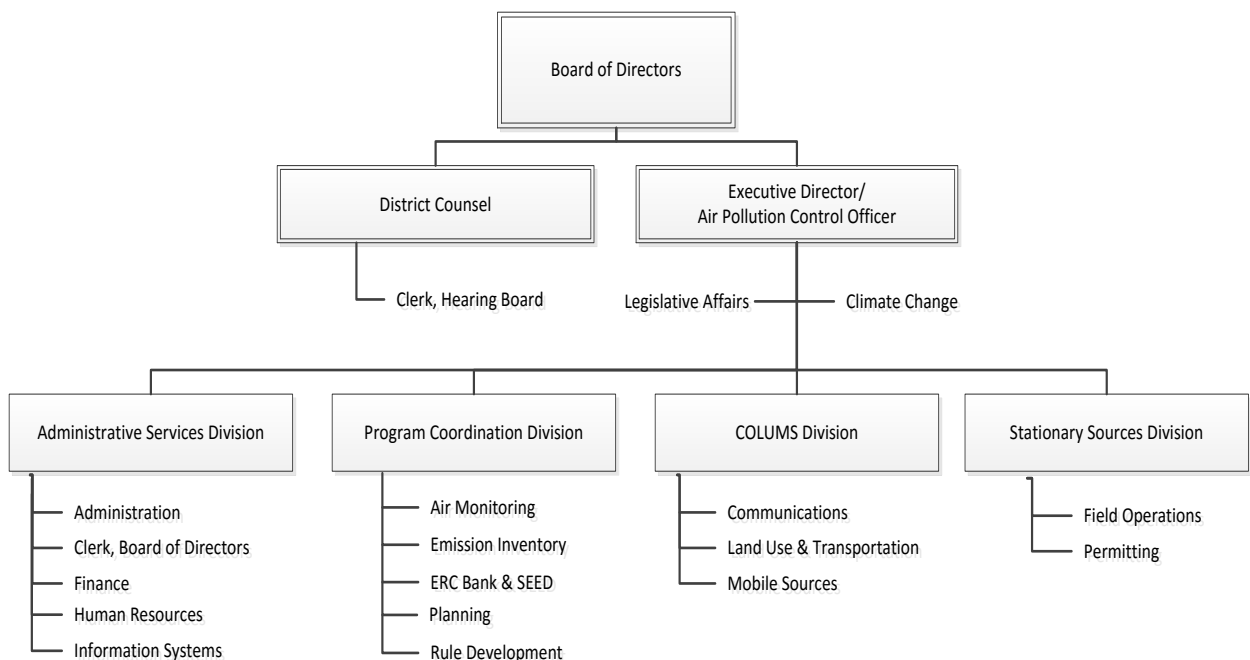 Board of Directors
District Counsel
Executive Director/
Air Pollution Control Officer
Clerk, Hearing Board
Legislative Affairs
Climate Change
Administrative Services Division
Program Coordination Division
COLUMS Division
Stationary Sources Division
Administration
Clerk, Board of Directors
Finance
Human Resources
Information Systems
Air Monitoring
Emission Inventory
ERC Bank & SEED
Planning
Rule Development
Communications
Land Use & Transportation
Mobile Sources
Field Operations
Permitting